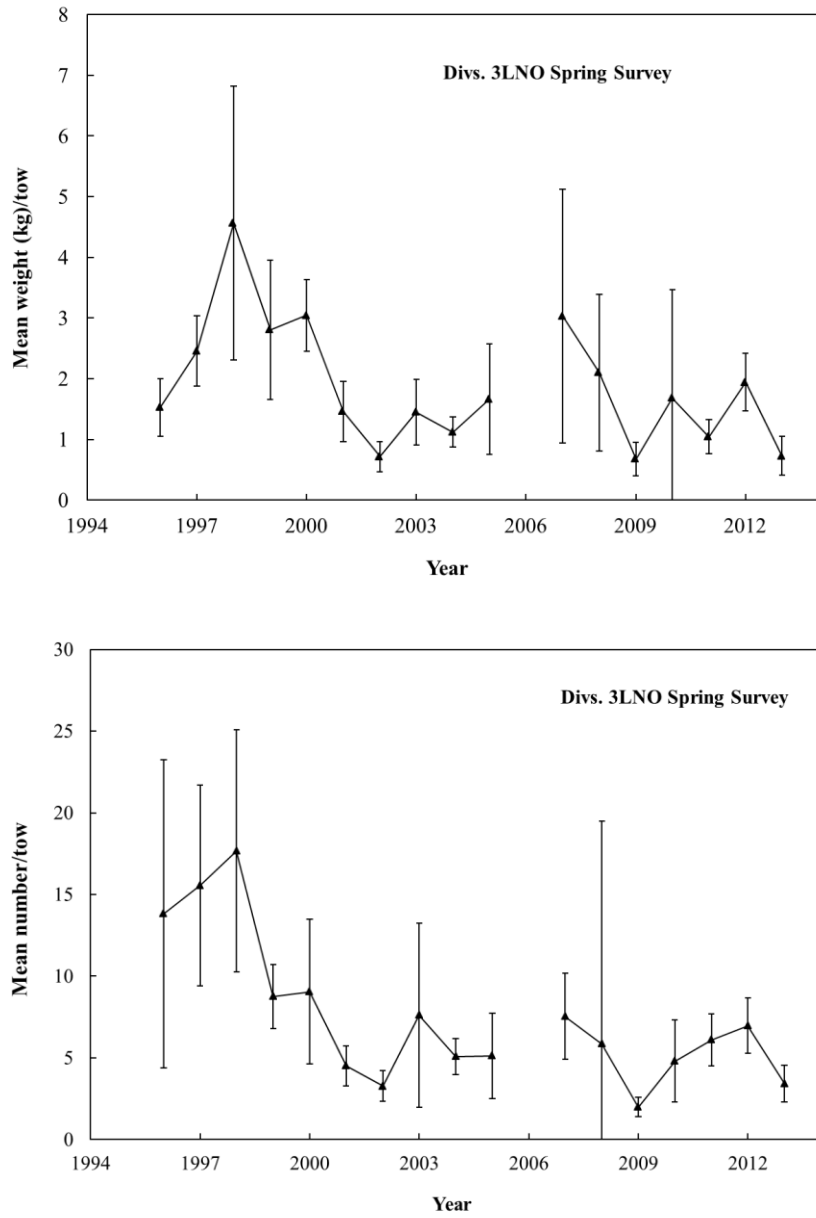 8
Divs. 3LNO Spring Survey
7
6
5
4
3
2
1
0
Mean weight (kg)/tow
1994 1997 2000 2003 2006 2009 2012
Year
30
Divs. 3LNO Spring Survey
25
20
15
10
5
0
Mean number/tow
1994 1997 2000 2003 2006 2009 2012
Year